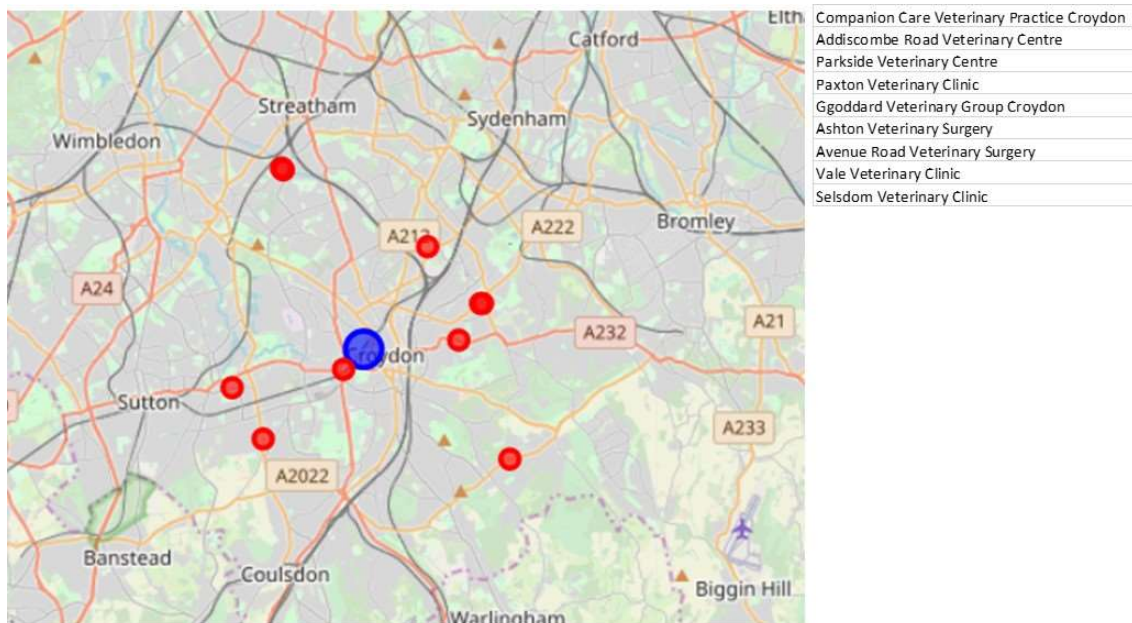 Eltha
Catford
Streatham
Sydenham
Wimbledon
Bromley
A222
A24
A21
A232
Croydon
Sutton
A233
A2022
Banstead
Coulsdon
Biggin Hill
Warlingham
Companion Care Veterinary Practice Croydon
Addiscombe Road Veterinary Centre
Parkside Veterinary Centre
Paxton Veterinary Clinic
Ggoddard Veterinary Group Croydon
Ashton Veterinary Surgery
Avenue Road Veterinary Surgery
Vale Veterinary Clinic
Selsdom Veterinary Clinic